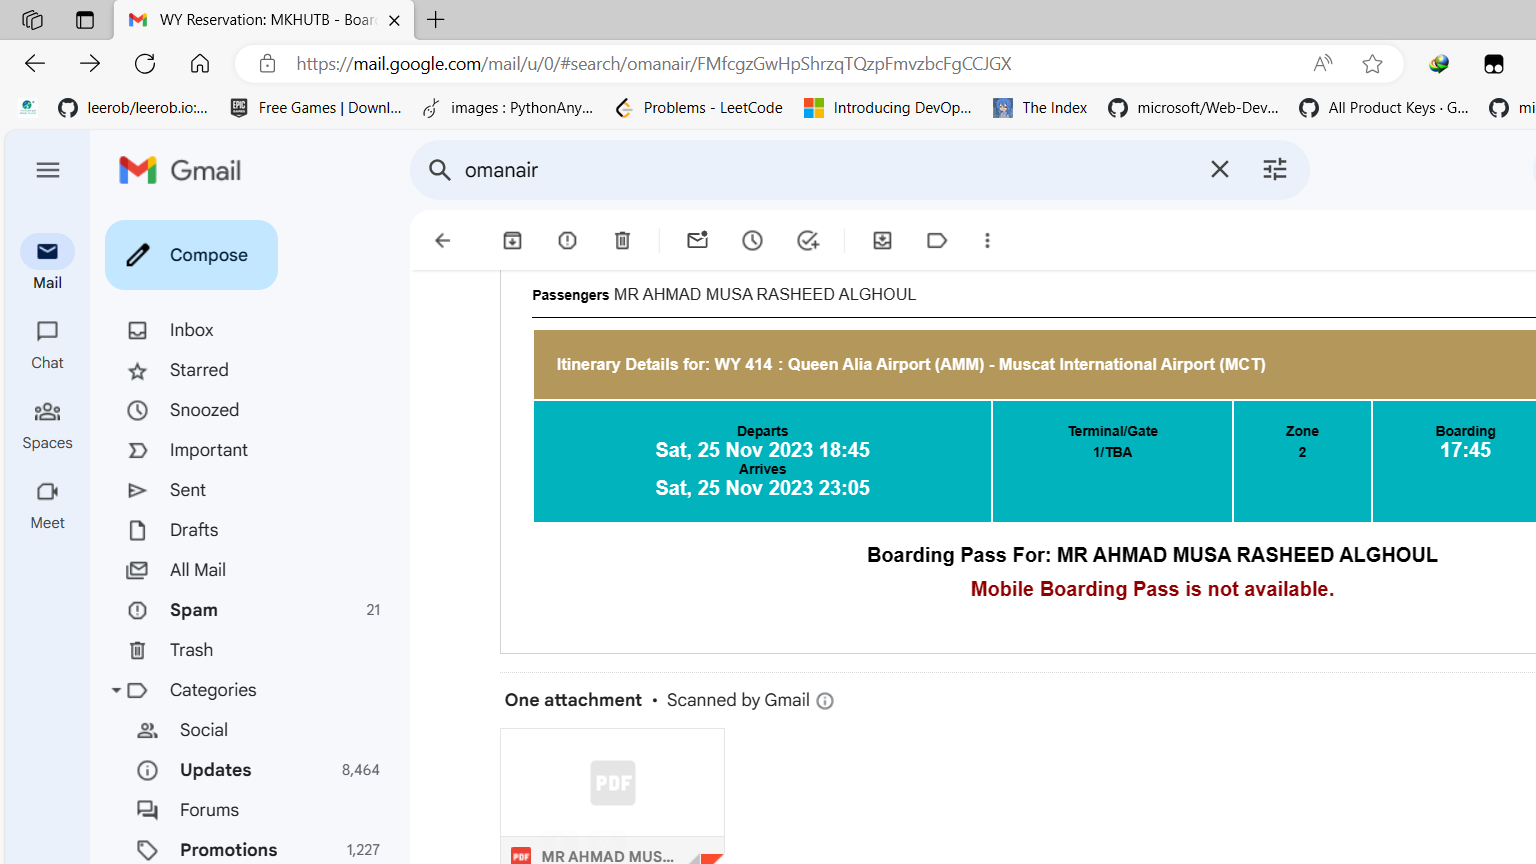 WY Reservation: MKHUTB - Boar
https://mail.google.com/mail/u/0/#search/omanair/FMfcgzGwHpShrzqTQzpFmvzbcFgCCJGX
leerob/leerob.io:...
Free Games | Downl...
images : PythonAny...
Problems - LeetCode
Introducing DevOp...
The Index
microsoft/Web-Dev...
All Product Keys · G...
mi
Gmail
omanair
Compose
Mail
Chat
Spaces
Meet
Inbox
Starred
Snoozed
Important
Sent
Drafts
All Mail
Spam 21
Trash
Categories
Social
Updates 8,464
Forums
Promotions 1,227
Passengers MR AHMAD MUSA RASHEED ALGHOUL
Itinerary Details for: WY 414 : Queen Alia Airport (AMM) - Muscat International Airport (MCT)
Departs
Sat, 25 Nov 2023 18:45
Arrives
Sat, 25 Nov 2023 23:05
Terminal/Gate
1/TBA
Zone
2
Boarding
17:45
Boarding Pass For: MR AHMAD MUSA RASHEED ALGHOUL
Mobile Boarding Pass is not available.
One attachment • Scanned by Gmail
PDF
PDF MR AHMAD MUS...